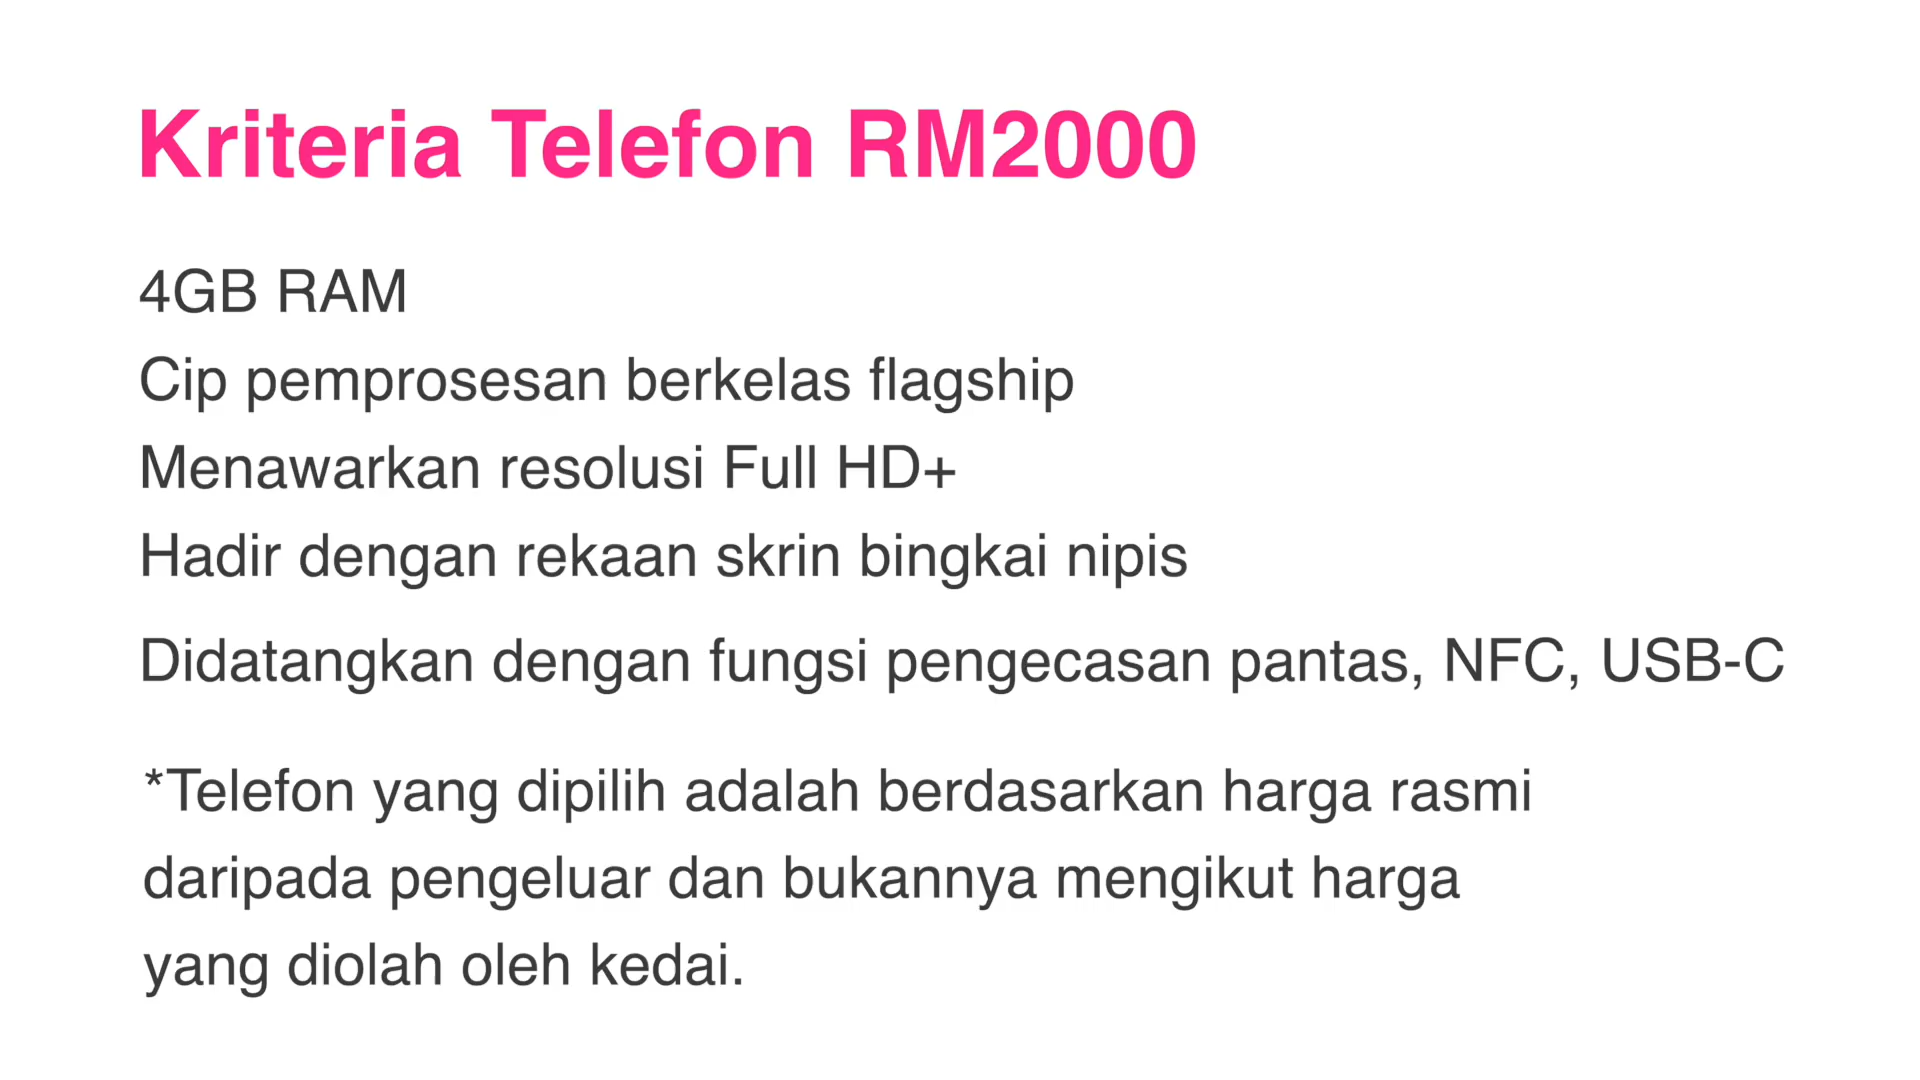 Kriteria Telefon RM2000
4GB RAM
Cip pemprosesan berkelas flagship
Menawarkan resolusi Full HD+
Hadir dengan rekaan skrin bingkai nipis
Didatangkan dengan fungsi pengecasan pantas, NFC, USB-C
*Telefon yang dipilih adalah berdasarkan harga rasmi
daripada pengeluar dan bukannya mengikut harga
yang diolah oleh kedai.